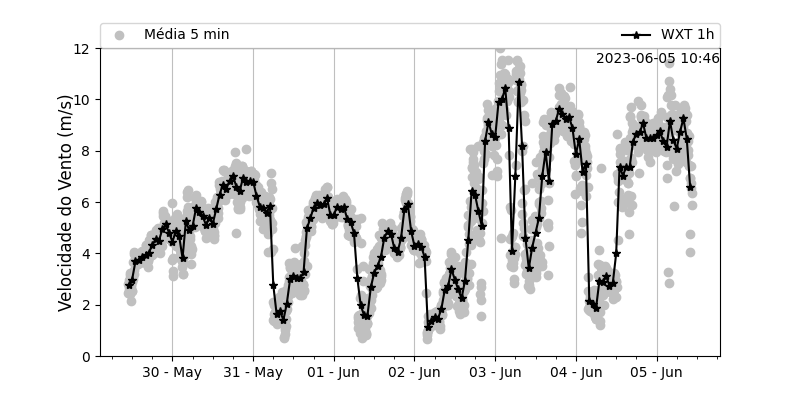 Média 5 min
WXT 1h
2023-06-05 10:46
Velocidade do Vento (m/s)
12
10
8
6
4
2
0
30 - May
31 - May
01 - Jun
02 - Jun
03 - Jun
04 - Jun
05 - Jun